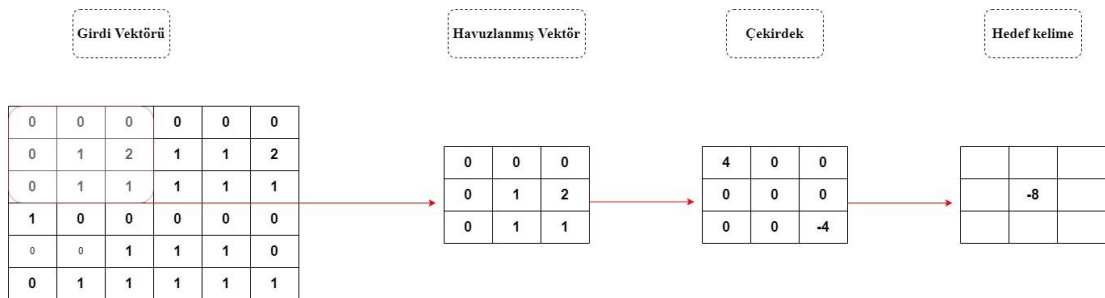 Girdi Vektörü
Havuzlanmış Vektör
Çekirdek
Hedef kelime
0 0 0 0 0 0
0 1 2 1 1 2
0 1 1 1 1 1
1 0 0 0 0 0
0 0 1 1 1 0
0 1 1 1 1 1
0 0 0
0 1 2
0 1 1
4 0 0
0 0 0
0 0 -4
-8